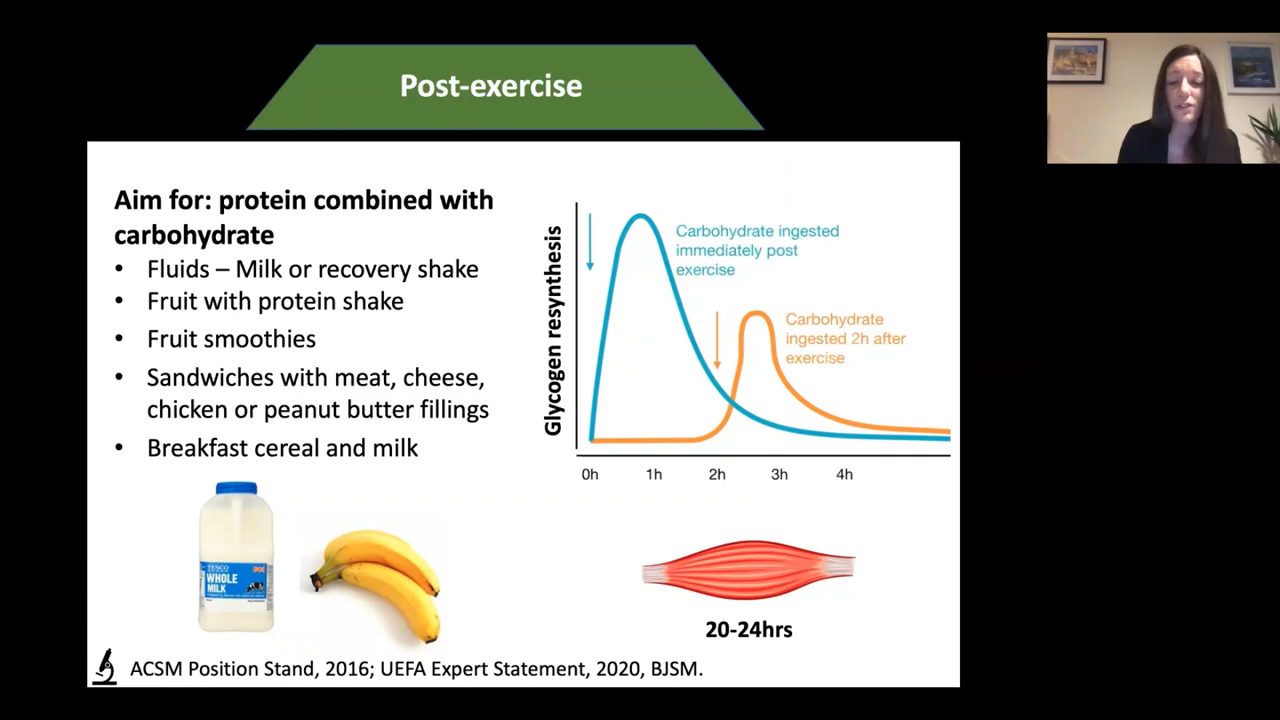 Post-exercise
Aim for: protein combined with
carbohydrate
• Fluids – Milk or recovery shake
• Fruit with protein shake
• Fruit smoothies
• Sandwiches with meat, cheese,
chicken or peanut butter fillings
• Breakfast cereal and milk
Glycogen resynthesis
Carbohydrate ingested
immediately post
exercise
Carbohydrate
ingested 2h after
exercise
0h 1h 2h 3h 4h
TESCO
WHOLE
MILK
20-24hrs
ACSM Position Stand, 2016; UEFA Expert Statement, 2020, BJSM.